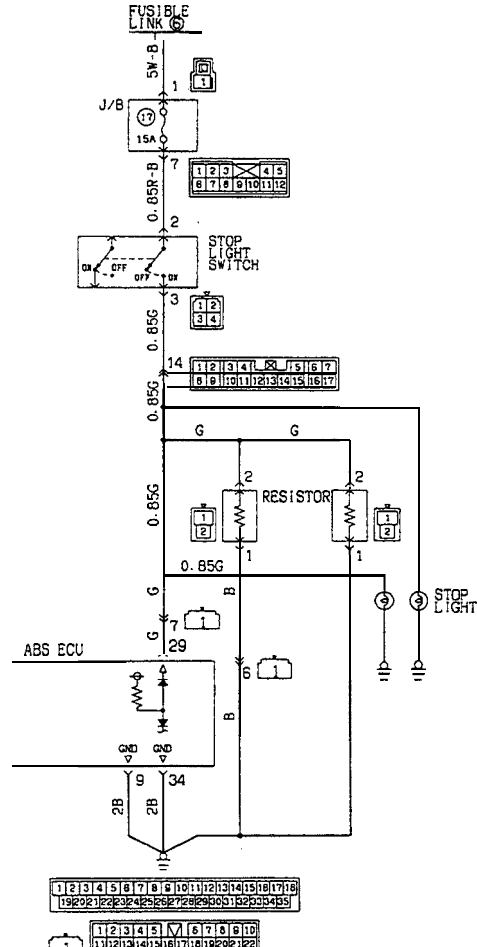 FUSIBLE
LINK 6
5W-B
1
1
J/B
17
15A
7
1 2 3 4 5
6 7 8 9 10 11 12
0.85R-B
2
STOP
LIGHT
SWITCH
ON OFF OFF ON
3
1 2
3 4
0.85G
14
1 2 3 4 5 6 7
8 9 10 11 12 13 14 15 16 17
0.85G
G G
2 2
0.85G
RESISTOR
1
2
1
2
1 1
0.85G
G
B
STOP
LIGHT
7
1
G
29
ABS ECU
6
1
B
GND GND
9 34
2B
2B
1 2 3 4 5 6 7 8 9 10 11 12 13 14 15 16 17 18
19 20 21 22 23 24 25 26 27 28 29 30 31 32 33 34 35
1 2 3 4 5 6 7 8 9 10
11 12 13 14 15 16 17 18 19 20 21 22
1